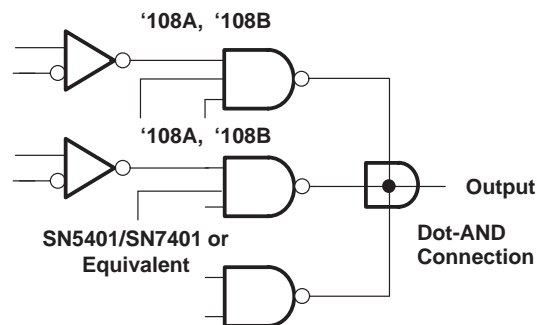 ‘108A, ‘108B
‘108A, ‘108B
Output
SN5401/SN7401 or
Equivalent
Dot-AND
Connection